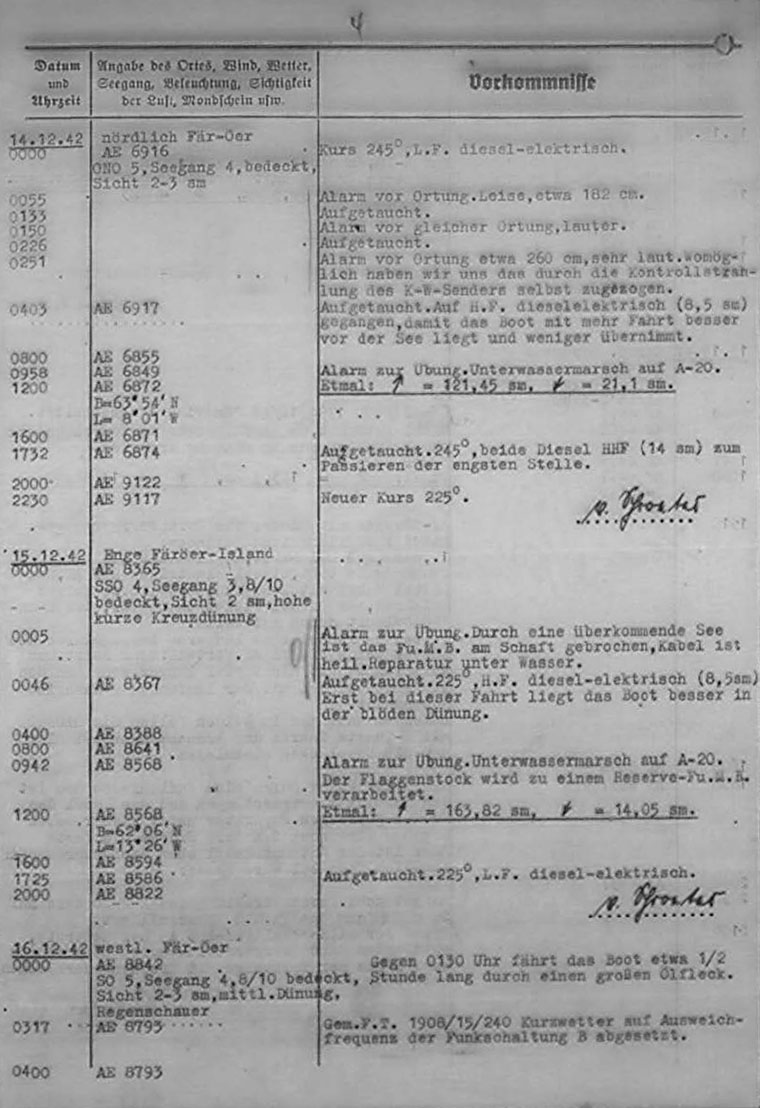 4
Datum
und
Uhrzeit
Angabe des Ortes, Wind, Wetter,
Seegang, Beleuchtung, Sichtigkeit
der Luft, Mondschein usw.
Vorkommnisse
14.12.42 nördlich Fär-Öer
0000 AE 6916 Kurs 245°,L.F. diesel-elektrisch.
ONO 5,Seegang 4,bedeckt,
Sicht 2-3 sm
0055 Alarm vor Ortung.Leise,etwa 182 cm.
0133 Aufgetaucht.
0150 Alarm vor gleicher Ortung,lauter.
0226 Aufgetaucht.
0251 Alarm vor Ortung etwa 260 cm,sehr laut.womög-
lich haben wir uns das durch die Kontrollstrah-
lung des K-W-Senders selbst zugezogen.
0403 AE 6917 Aufgetaucht.Auf H.F. dieselelektrisch (8,5 sm)
gegangen,damit das Boot mit mehr Fahrt besser
vor der See liegt und weniger übernimmt.
0800 AE 6855
0958 AE 6849 Alarm zur Übung.Unterwassermarsch auf A-20.
1200 AE 6872 Etmal: ↑ = 121,45 sm, ↓ = 21,1 sm.
B=63°54' N
L= 8°01' W
1600 AE 6871
1732 AE 6874 Aufgetaucht.245°,beide Diesel HHF (14 sm) zum
Passieren der engsten Stelle.
2000 AE 9122
2230 AE 9117 Neuer Kurs 225°.
v. Schroeter
15.12.42 Enge Färöer-Island
0000 AE 8365
SSO 4,Seegang 3,8/10
bedeckt,Sicht 2 sm,hohe
kurze Kreuzdünung
0005 Alarm zur Übung.Durch eine überkommende See
ist das Fu.M.B. am Schaft gebrochen,Kabel ist
heil.Reparatur unter Wasser.
0046 AE 8367 Aufgetaucht.225°,H.F. diesel-elektrisch (8,5sm)
Erst bei dieser Fahrt liegt das Boot besser in
der blöden Dünung.
0400 AE 8388
0800 AE 8641
0942 AE 8568 Alarm zur Übung.Unterwassermarsch auf A-20.
Der Flaggenstock wird zu einem Reserve-Fu.M.B.
verarbeitet.
1200 AE 8568 Etmal: ↑ = 163,82 sm, ↓ = 14,05 sm.
B=62°06' N
L=13°26' W
1600 AE 8594
1725 AE 8586 Aufgetaucht.225°,L.F. diesel-elektrisch.
2000 AE 8822
v. Schroeter
16.12.42 westl. Fär-Öer
0000 AE 8842 Gegen 0130 Uhr fährt das Boot etwa 1/2
SO 5,Seegang 4,8/10 bedeckt, Stunde lang durch einen großen Ölfleck.
Sicht 2-3 sm,mittl.Dünung,
Regenschauer
0317 AE 8793 Gem.F.T. 1908/15/240 Kurzwetter auf Ausweich-
frequenz der Funkschaltung B abgesetzt.
0400 AE 8793